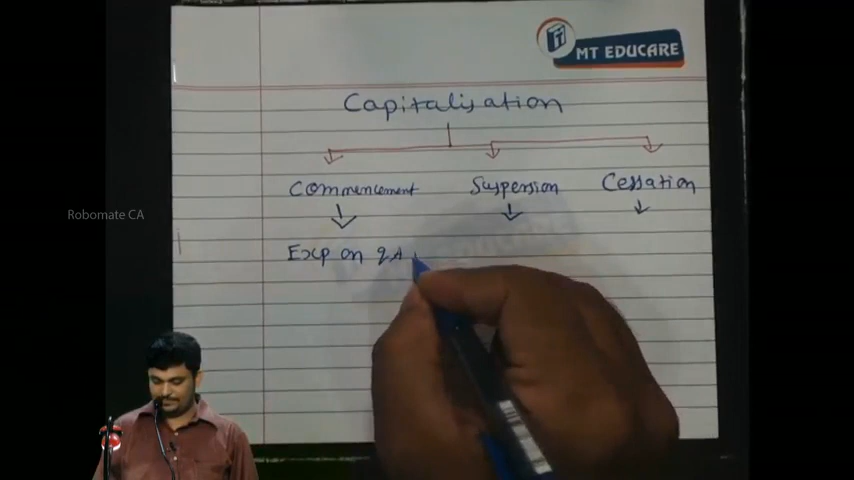 MT EDUCARE
Capitalisation
Commencement Suspension Cessation
Robomate CA
Exp on QA